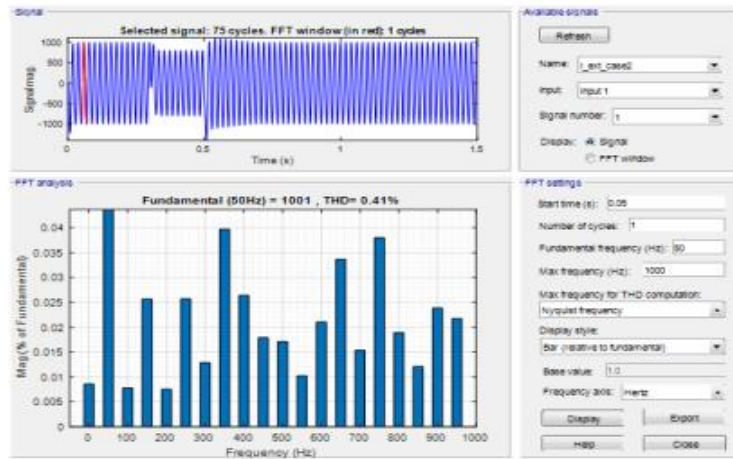 Signal
Selected signal: 75 cycles. FFT window (in red): 1 cycles
1000
500
0
-500
-1000
Signal mag.
0
0.5
1
1.5
Time (s)
Available signals
Refresh
Name:
Input:
input 1
Signal number:
1
Display:
Signal
FFT window
FFT analysis
Fundamental (50Hz) = 1001 , THD= 0.41%
0.04
0.035
0.03
0.025
0.02
0.015
0.01
0.005
0
Mag (% of Fundamental)
0 100 200 300 400 500 600 700 800 900 1000
Frequency (Hz)
FFT settings
Start time (s): 0.05
Number of cycles: 1
Fundamental frequency (Hz): 50
Max frequency (Hz): 1000
Max frequency for THD computation:
Nyquist frequency
Display style:
Bar (relative to fundamental)
Base value: 1.0
Frequency axis: Hertz
Display
Export
Help
Close